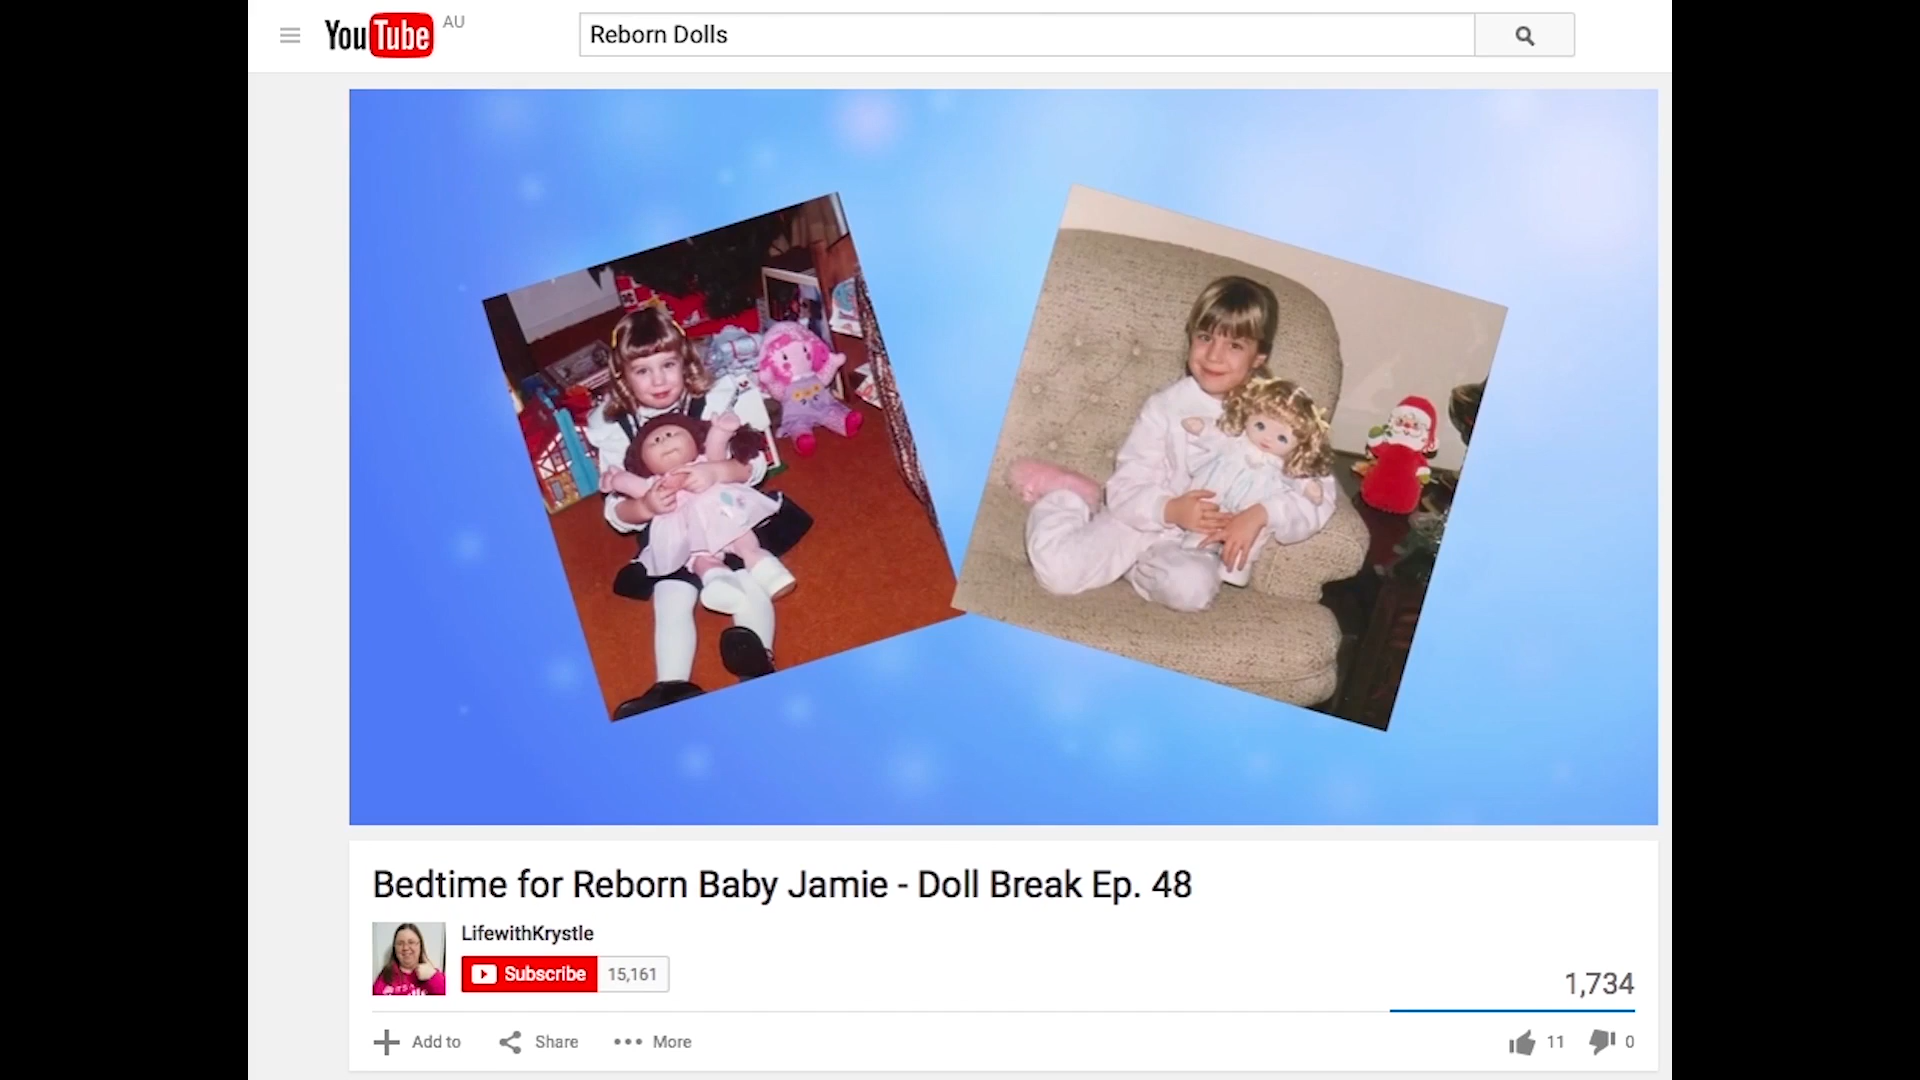 YouTube AU
Reborn Dolls
Bedtime for Reborn Baby Jamie - Doll Break Ep. 48
LifewithKrystle
Subscribe 15,161
1,734
Add to Share More 11 0